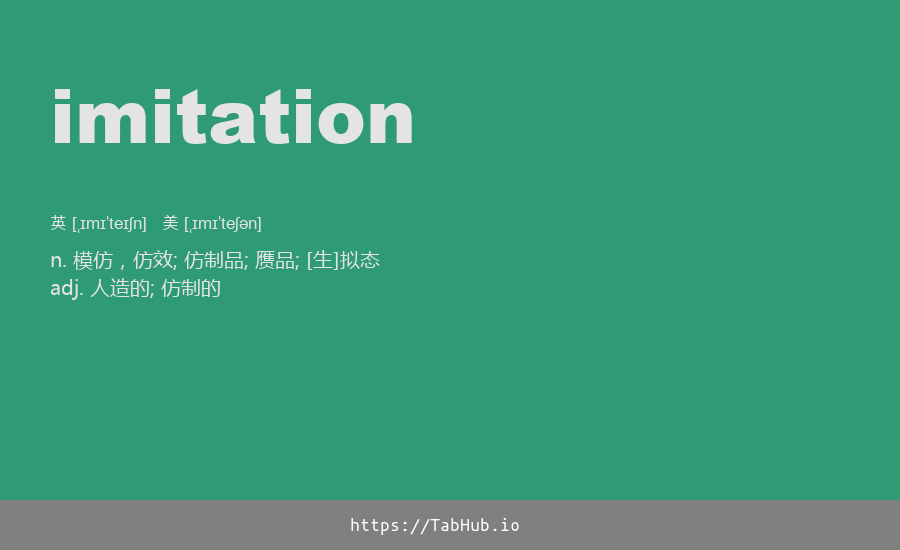 imitation
英 [ˌɪmɪˈteɪʃn] 美 [ˌɪmɪˈteʃən]
n. 模仿，仿效; 仿制品; 赝品; [生]拟态
adj. 人造的; 仿制的
https://TabHub.io